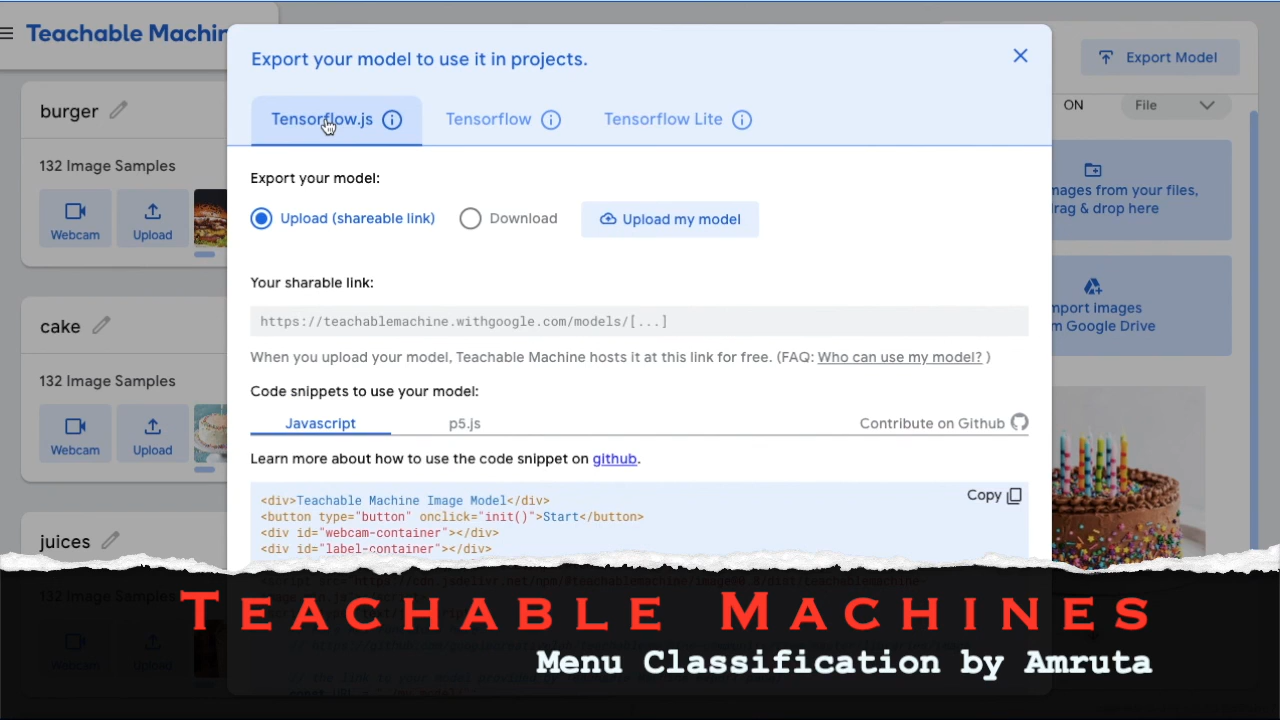 Teachable Machin
Export your model to use it in projects.
Export Model
Tensorflow.js
Tensorflow
Tensorflow Lite
ON
File
burger
132 Image Samples
Export your model:
Upload (shareable link)
Download
Upload my model
Webcam
Upload
mages from your files,
rag & drop here
Your sharable link:
https://teachablemachine.withgoogle.com/models/[...]
mport images
m Google Drive
cake
When you upload your model, Teachable Machine hosts it at this link for free. (FAQ: Who can use my model? )
132 Image Samples
Code snippets to use your model:
Javascript
p5.js
Contribute on Github
Webcam
Upload
Learn more about how to use the code snippet on github.
Copy
<div>Teachable Machine Image Model</div>
<button type="button" onclick="init()">Start</button>
<div id="webcam-container"></div>
<div id="label-container"></div>
juices
132 Image Samples
Webcam
Upload
TEACHABLE MACHINES
Menu Classification by Amruta